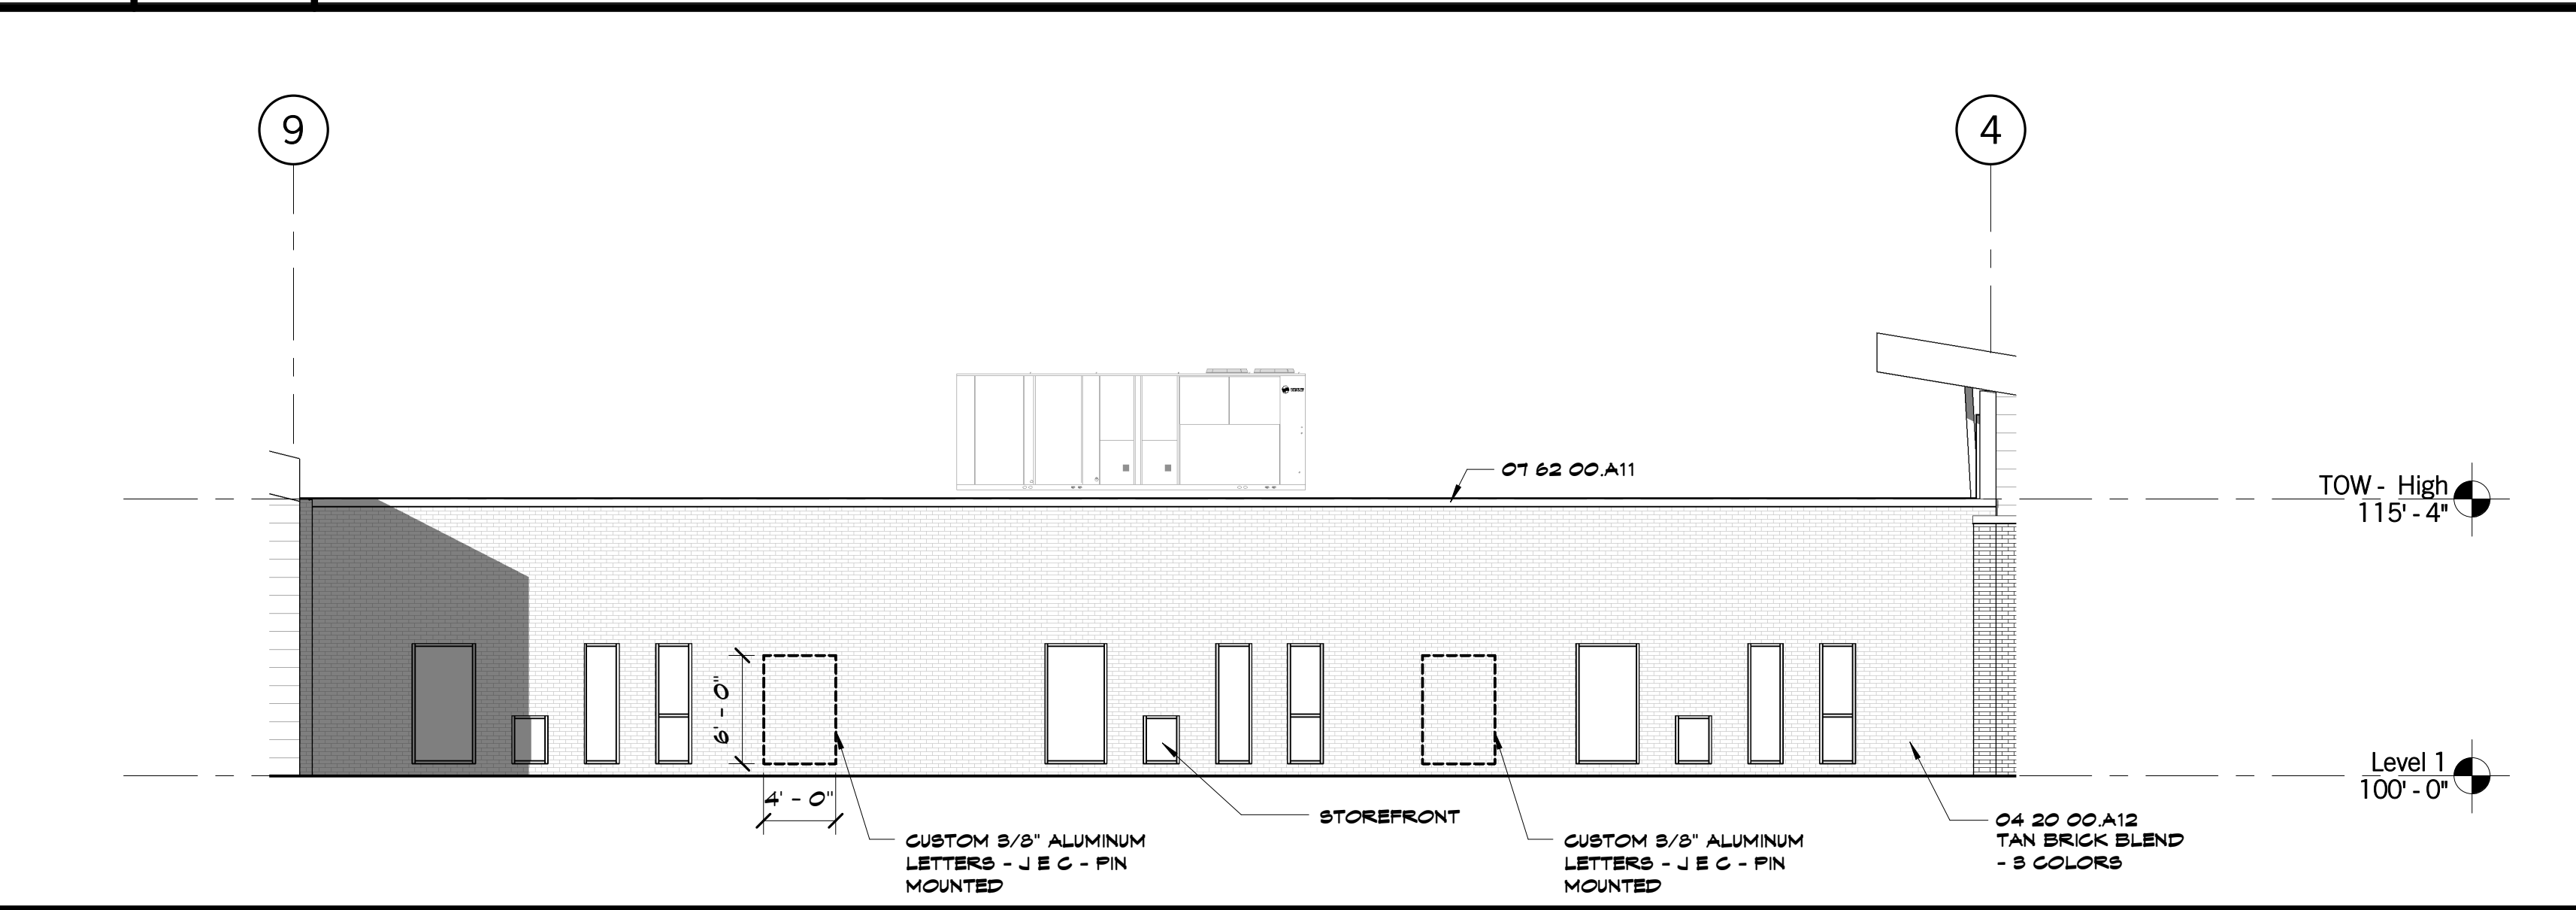 9
4
07 62 00.A11
TOW - High
115' - 4"
6' - 0"
4' - 0"
Level 1
100' - 0"
STOREFRONT
CUSTOM 3/8" ALUMINUM
LETTERS - J E C - PIN
MOUNTED
CUSTOM 3/8" ALUMINUM
LETTERS - J E C - PIN
MOUNTED
04 20 00.A12
TAN BRICK BLEND
- 3 COLORS